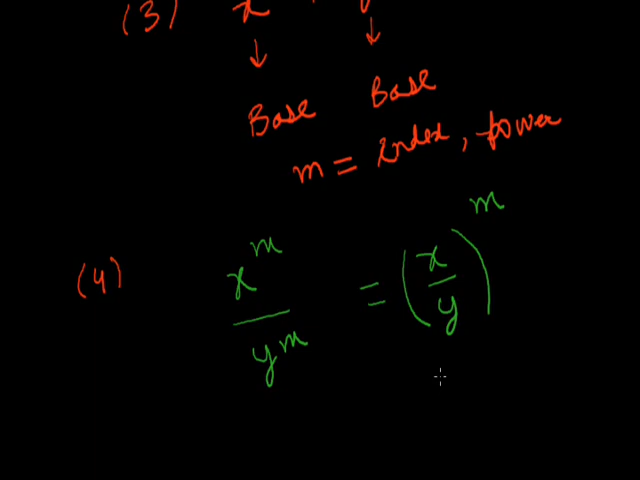 (3) x y
Base Base
m = index, power
(4) x^m / y^m = (x/y)^m